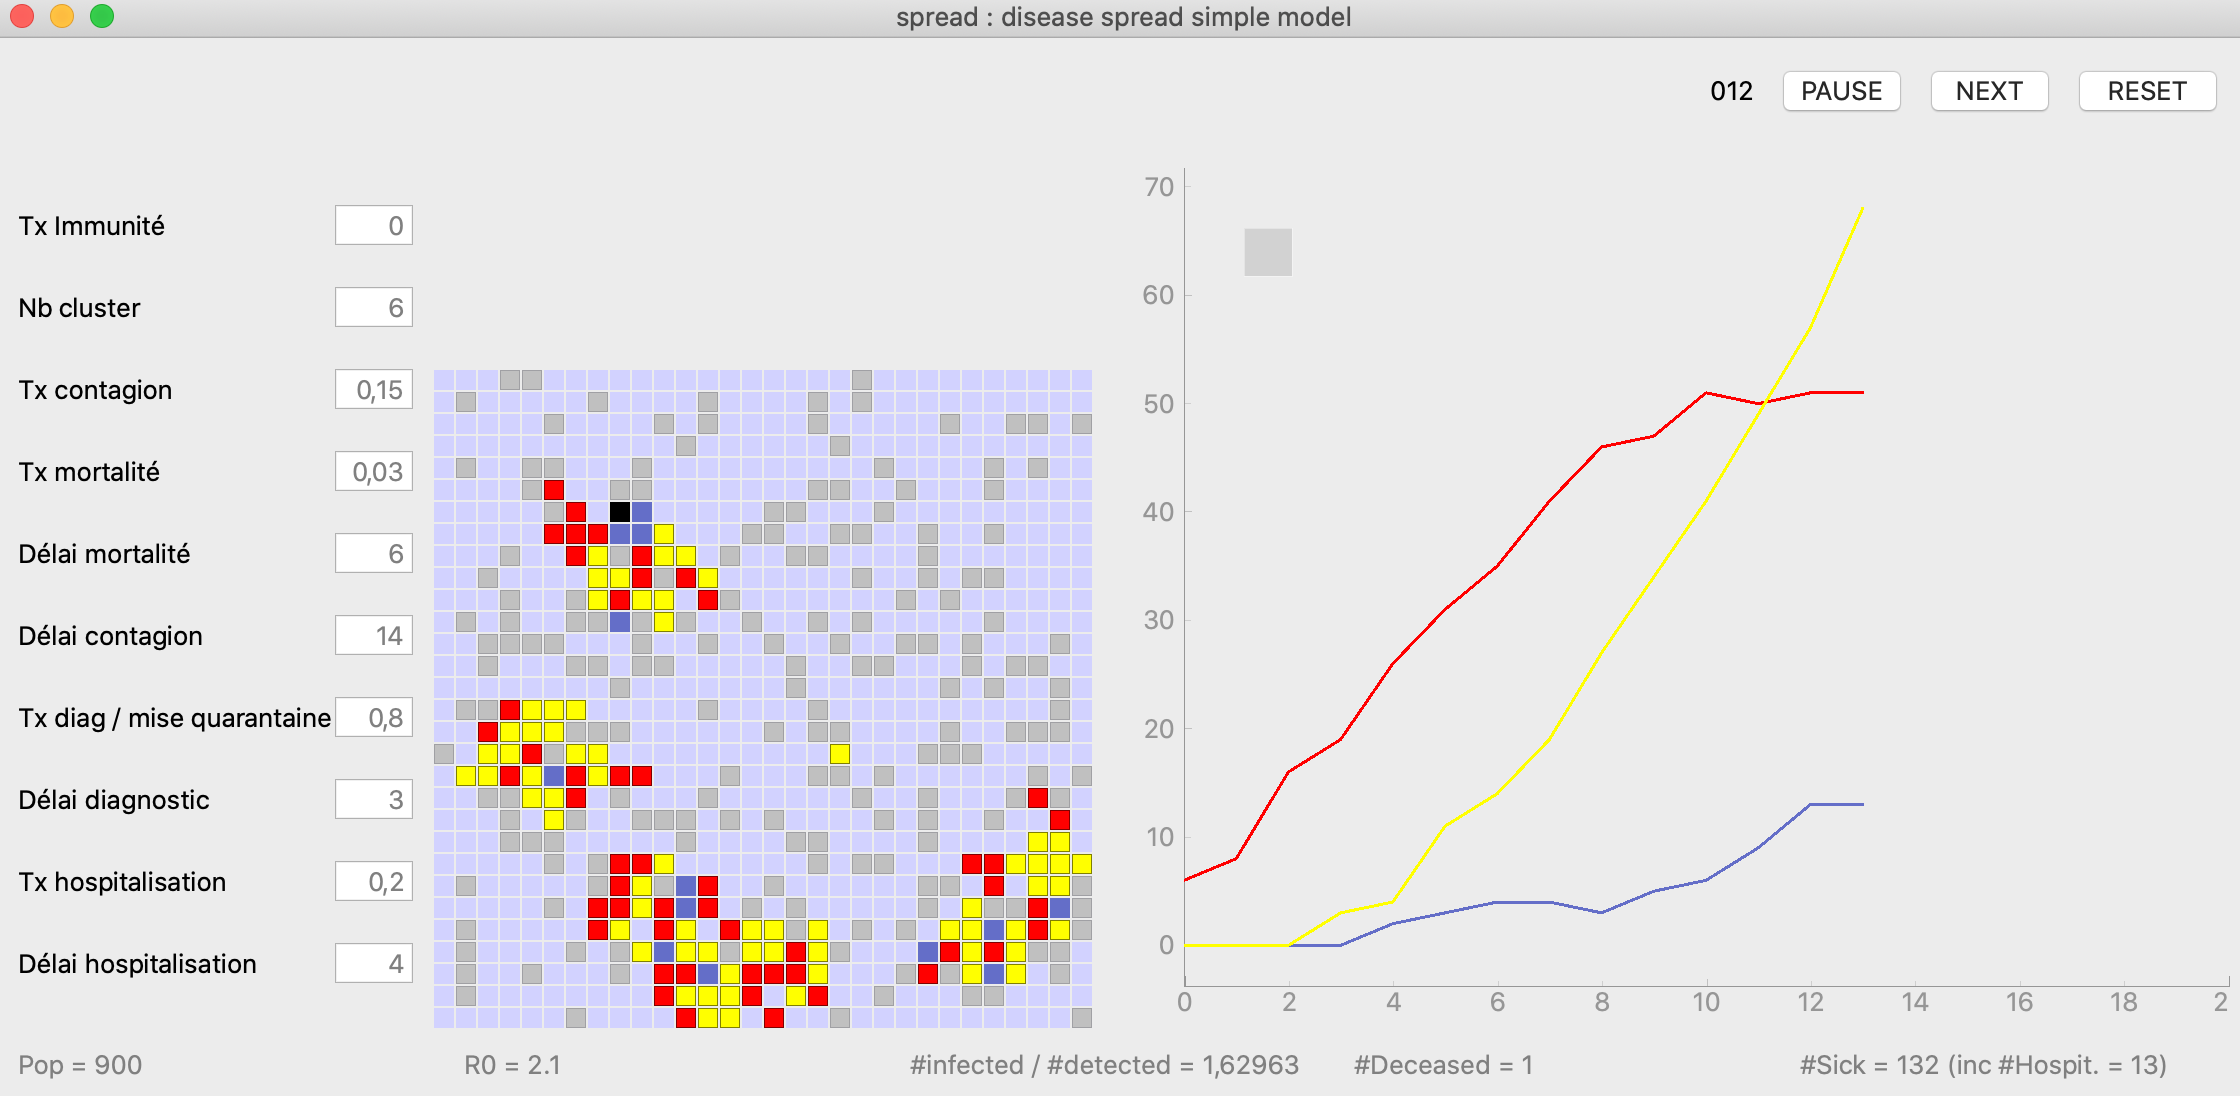 spread : disease spread simple model
012 PAUSE NEXT RESET
Tx Immunité 0
Nb cluster 6
Tx contagion 0,15
Tx mortalité 0,03
Délai mortalité 6
Délai contagion 14
Tx diag / mise quarantaine 0,8
Délai diagnostic 3
Tx hospitalisation 0,2
Délai hospitalisation 4
70
60
50
40
30
20
10
0
0 2 4 6 8 10 12 14 16 18 2
Pop = 900 R0 = 2.1 #infected / #detected = 1,62963 #Deceased = 1 #Sick = 132 (inc #Hospit. = 13)